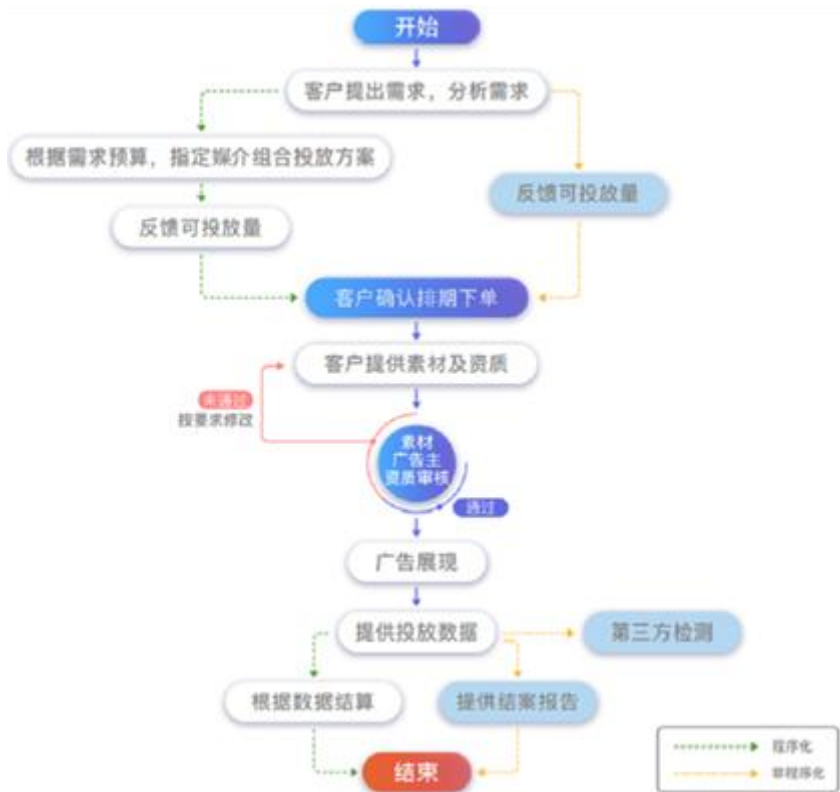 开始
客户提出需求，分析需求
根据需求预算，指定媒介组合投放方案
反馈可投放量
反馈可投放量
客户确认排期下单
客户提供素材及资质
未通过
按要求修改
素材
广告主
资质审核
通过
广告展现
提供投放数据
第三方检测
根据数据结算
提供结案报告
结束
程序化
非程序化